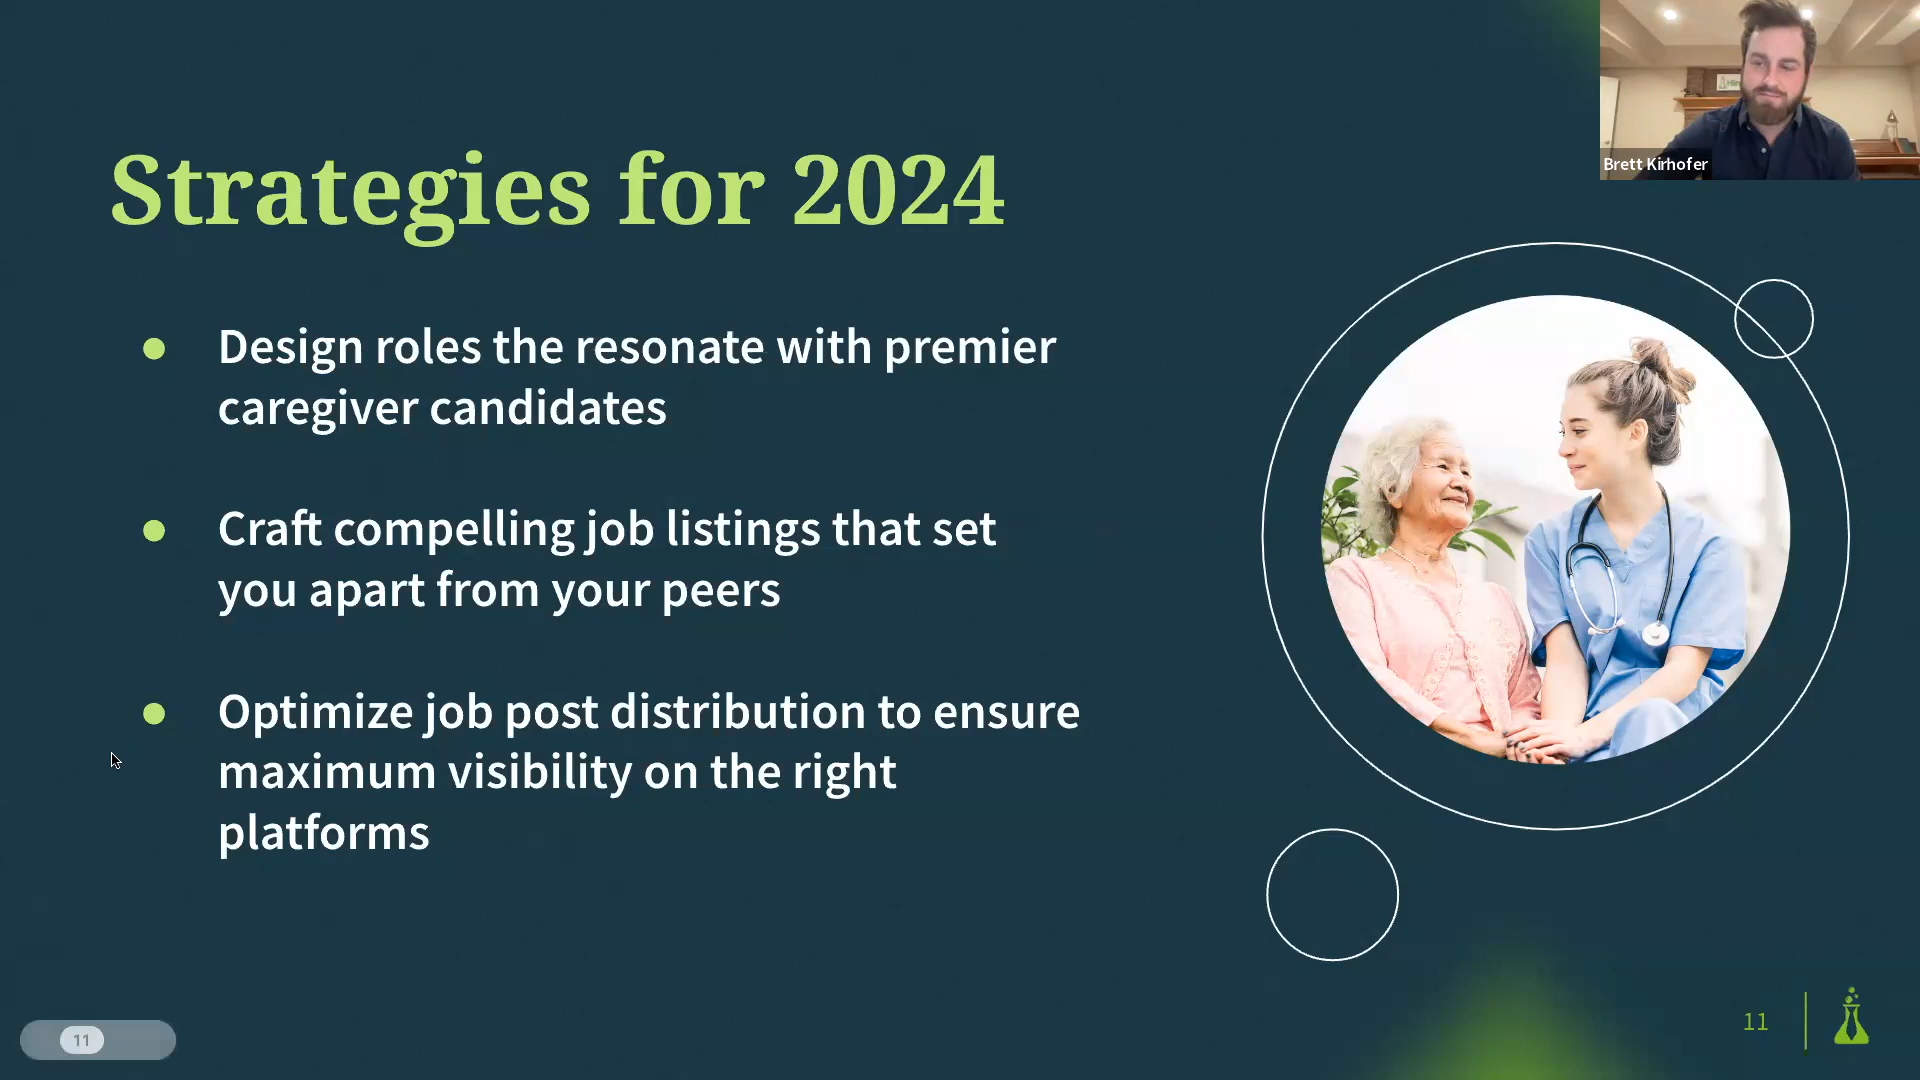 Strategies for 2024
Design roles the resonate with premier
caregiver candidates
Craft compelling job listings that set
you apart from your peers
Optimize job post distribution to ensure
maximum visibility on the right
platforms
Brett Kirhofer
11
11